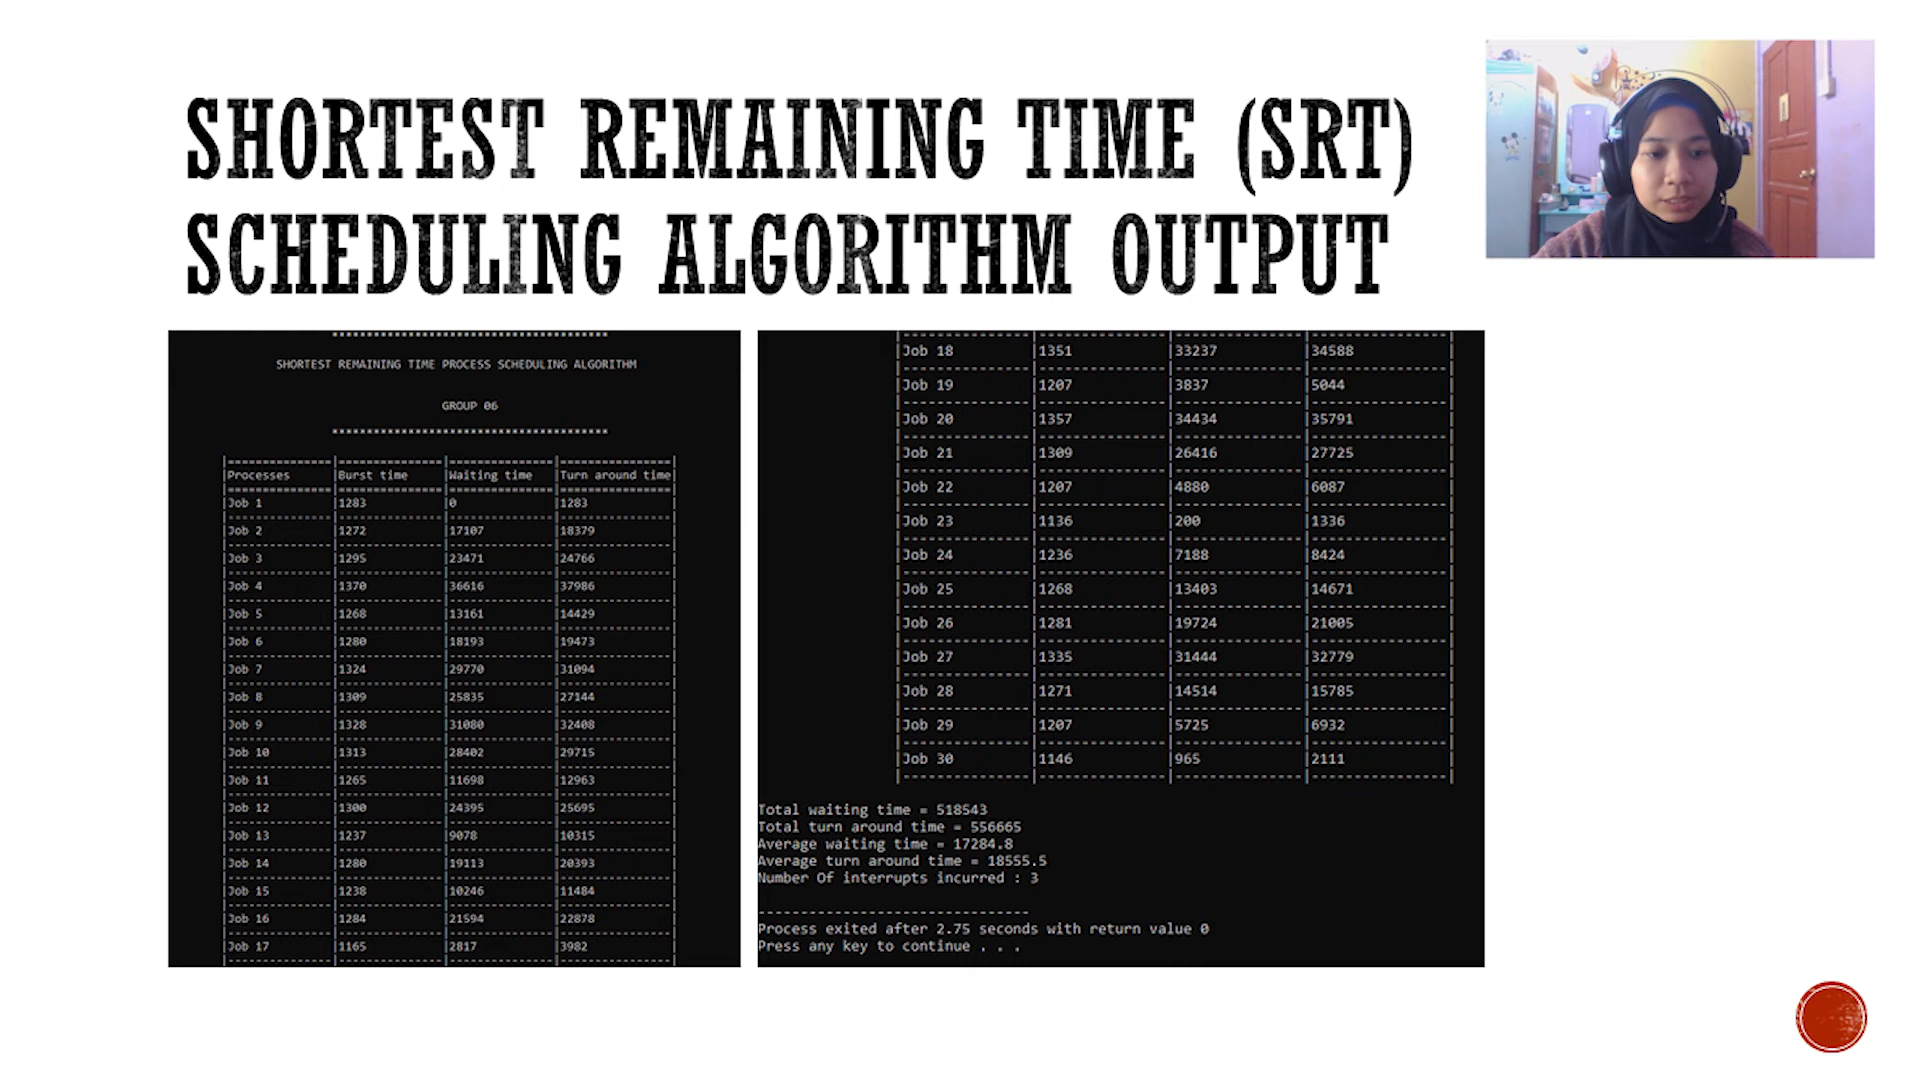 SHORTEST REMAINING TIME (SRT)
SCHEDULING ALGORITHM OUTPUT
SHORTEST REMAINING TIME PROCESS SCHEDULING ALGORITHM
GROUP 06
Processes Burst time Waiting time Turn around time
Job 1 1283 0 1283
Job 2 1272 17107 18379
Job 3 1295 23471 24766
Job 4 1370 36616 37986
Job 5 1268 13161 14429
Job 6 1280 18193 19473
Job 7 1324 29770 31094
Job 8 1309 25835 27144
Job 9 1328 31080 32408
Job 10 1313 28402 29715
Job 11 1265 11698 12963
Job 12 1300 24395 25695
Job 13 1237 9078 10315
Job 14 1280 19113 20393
Job 15 1238 10246 11484
Job 16 1284 21594 22878
Job 17 1165 2817 3982
Job 18 1351 33237 34588
Job 19 1207 3837 5044
Job 20 1357 34434 35791
Job 21 1309 26416 27725
Job 22 1207 4880 6087
Job 23 1136 200 1336
Job 24 1236 7188 8424
Job 25 1268 13403 14671
Job 26 1281 19724 21005
Job 27 1335 31444 32779
Job 28 1271 14514 15785
Job 29 1207 5725 6932
Job 30 1146 965 2111
Total waiting time = 518543
Total turn around time = 556665
Average waiting time = 17284.8
Average turn around time = 18555.5
Number Of interrupts incurred : 3
Process exited after 2.75 seconds with return value 0
Press any key to continue . . .